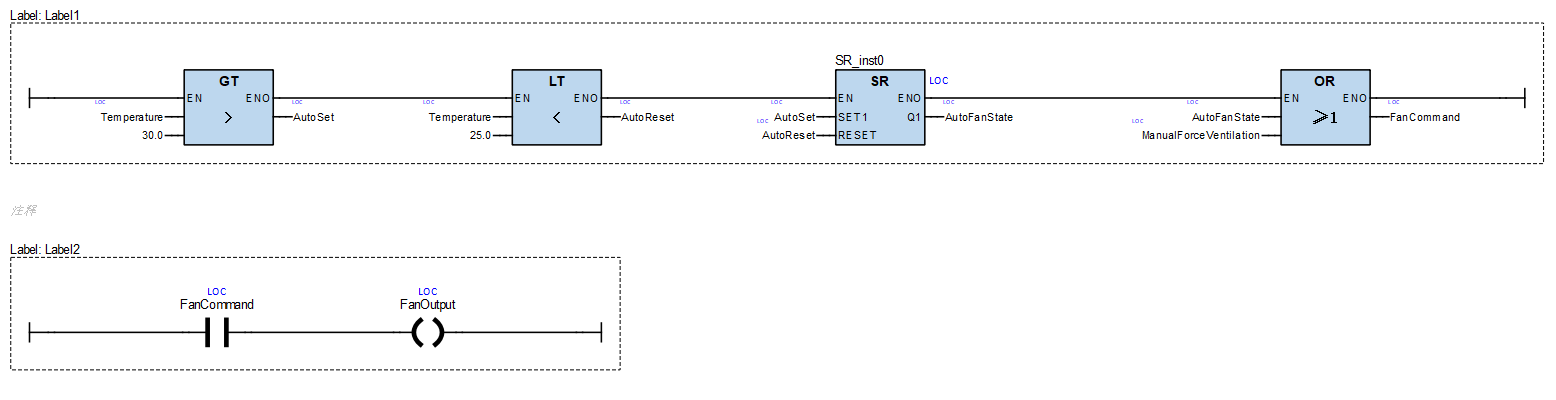 Label: Label1
SR_inst0
GT LT SR LOC OR
EN ENO EN ENO EN ENO EN ENO
LOC LOC LOC LOC LOC LOC LOC LOC
Temperature > AutoSet Temperature < AutoReset AutoSet SET1 Q1 AutoFanState AutoFanState ⩾1 FanCommand
LOC LOC
30.0 25.0 AutoReset RESET ManualForceVentilation
注释
Label: Label2
LOC LOC
FanCommand FanOutput